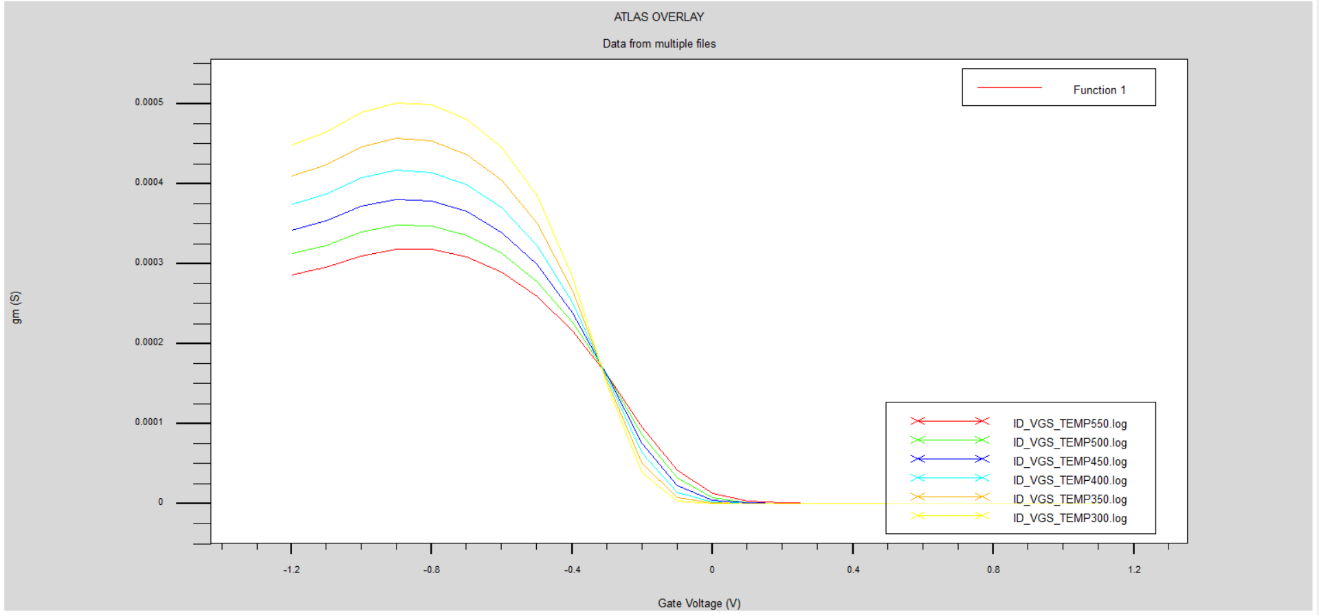 ATLAS OVERLAY
Data from multiple files
Function 1
0.0005
0.0004
0.0003
0.0002
0.0001
0
gm (S)
ID_VGS_TEMP550.log
ID_VGS_TEMP500.log
ID_VGS_TEMP450.log
ID_VGS_TEMP400.log
ID_VGS_TEMP350.log
ID_VGS_TEMP300.log
-1.2 -0.8 -0.4 0 0.4 0.8 1.2
Gate Voltage (V)